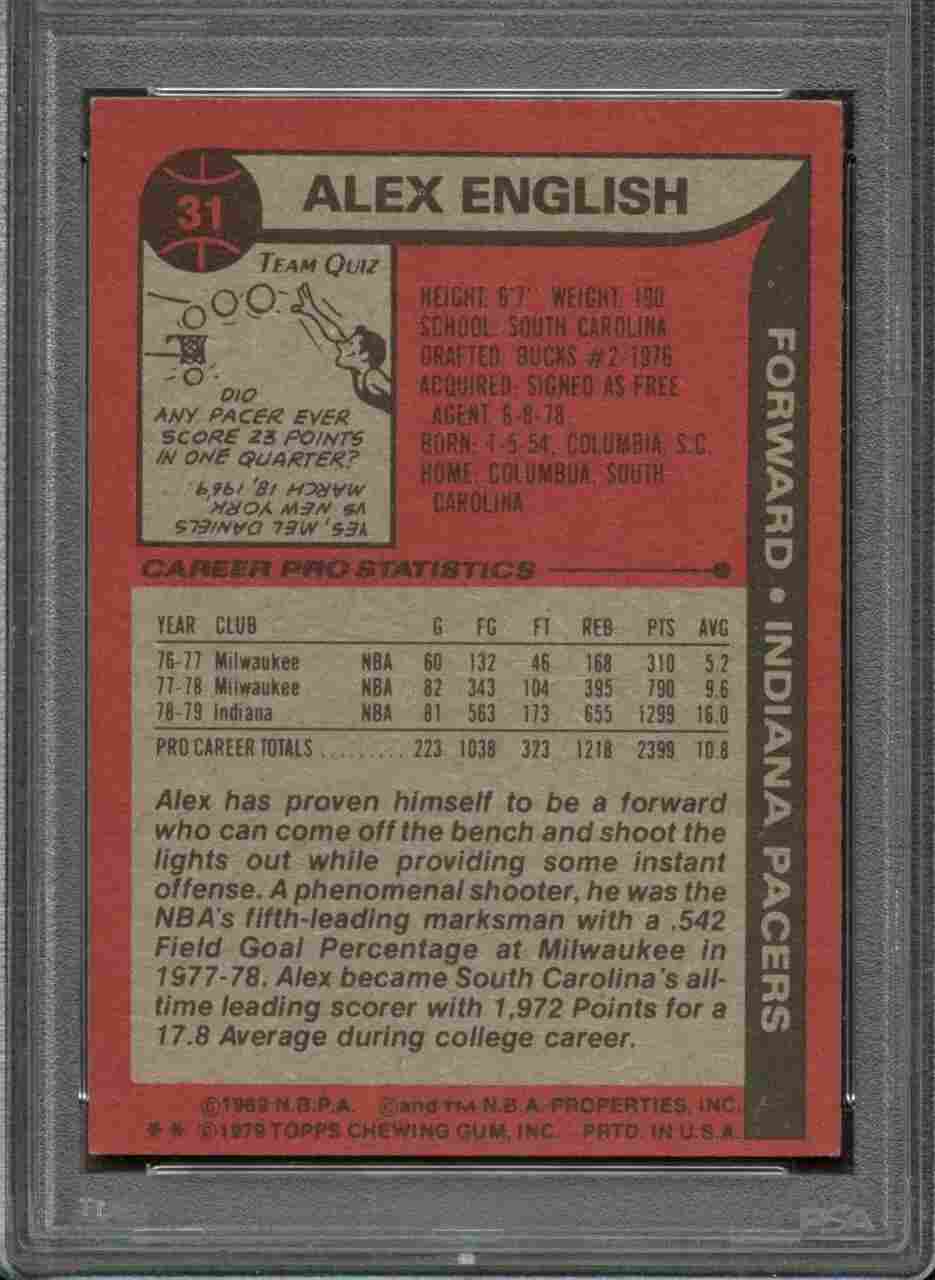 31
ALEX ENGLISH
TEAM QUIZ
DID
ANY PACER EVER
SCORE 23 POINTS
IN ONE QUARTER?
YES, MEL DANIELS
VS NEW YORK,
MARCH 18, 1969.
HEIGHT: 6'7" WEIGHT: 190
SCHOOL: SOUTH CAROLINA
DRAFTED: BUCKS #2-1976
ACQUIRED: SIGNED AS FREE
AGENT, 6-8-78
BORN: 1-5-54, COLUMBIA, S.C.
HOME: COLUMBUA, SOUTH
CAROLINA
FORWARD • INDIANA PACERS
CAREER PRO STATISTICS
YEAR CLUB G FG FT REB PTS AVG
76-77 Milwaukee NBA 60 132 46 168 310 5.2
77-78 Milwaukee NBA 82 343 104 395 790 9.6
78-79 Indiana NBA 81 563 173 655 1299 16.0
PRO CAREER TOTALS ......... 223 1038 323 1218 2399 10.8
Alex has proven himself to be a forward
who can come off the bench and shoot the
lights out while providing some instant
offense. A phenomenal shooter, he was the
NBA's fifth-leading marksman with a .542
Field Goal Percentage at Milwaukee in
1977-78. Alex became South Carolina's all-
time leading scorer with 1,972 Points for a
17.8 Average during college career.
©1969 N.B.P.A. ©and TM N.B.A. PROPERTIES, INC.
** ©1979 TOPPS CHEWING GUM, INC. PRTD. IN U.S.A.
PSA